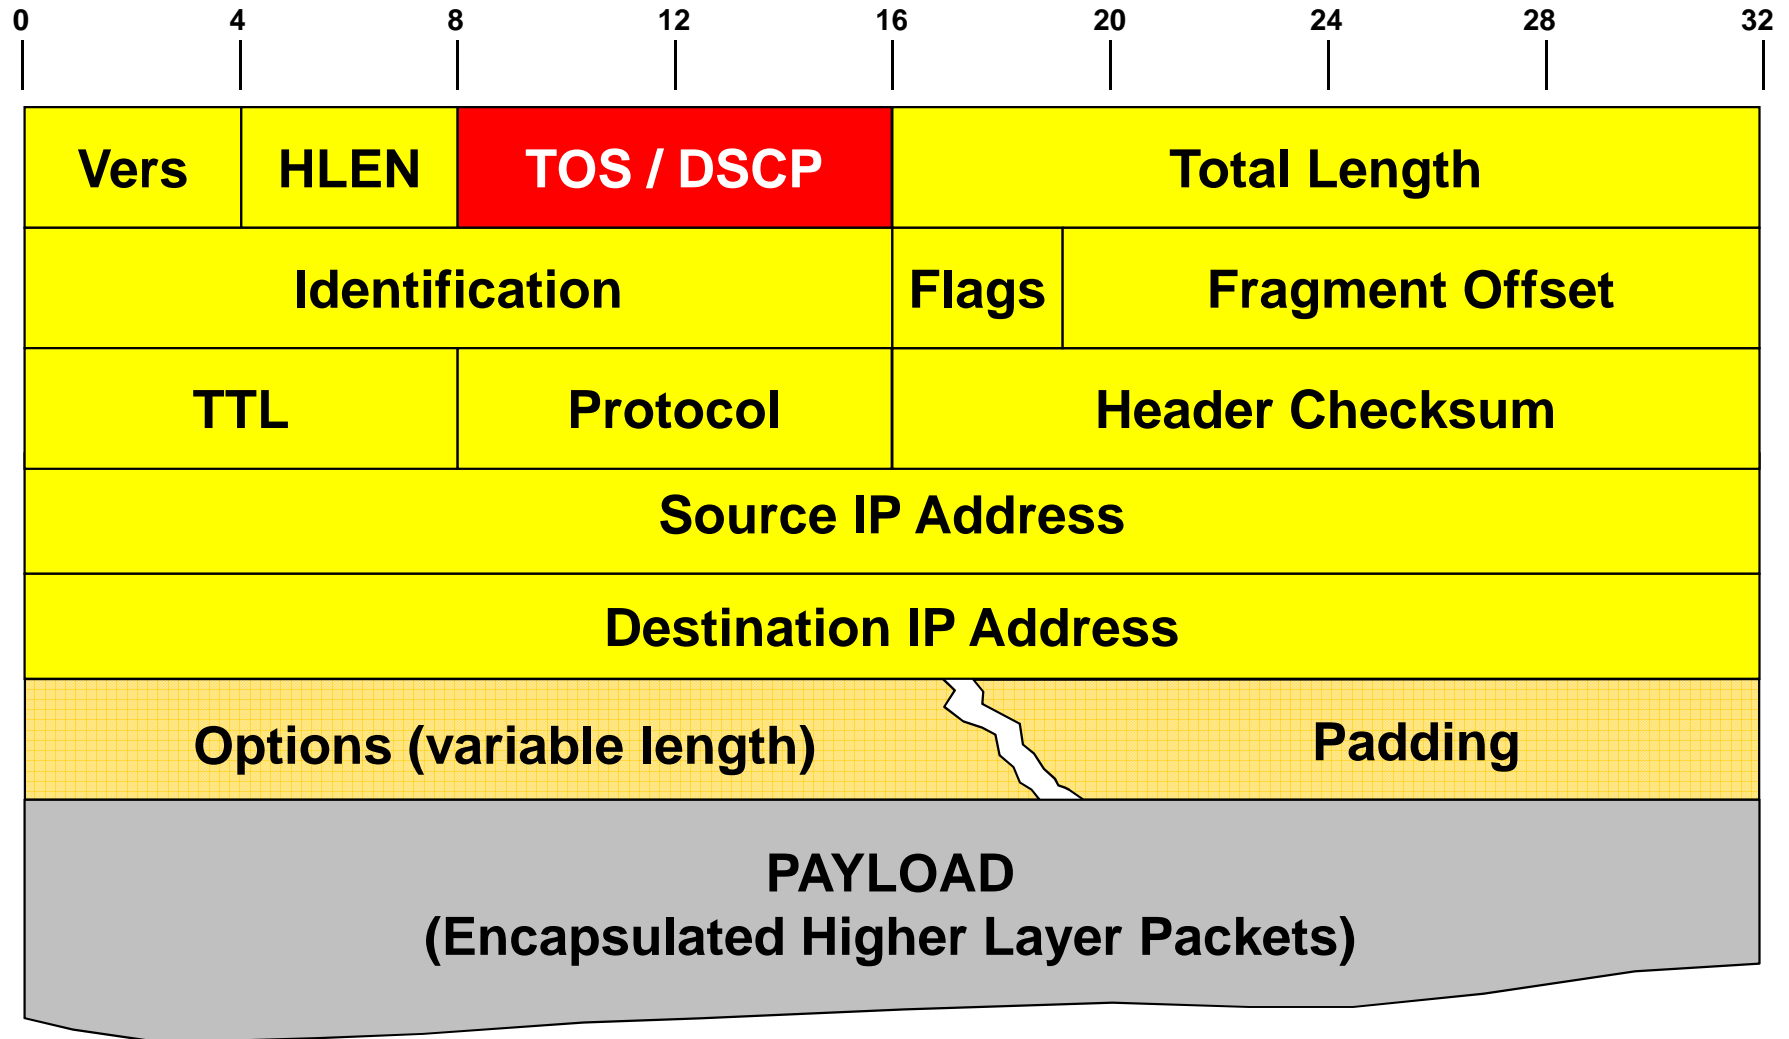 0 4 8 12 16 20 24 28 32
Vers HLEN TOS / DSCP Total Length
Identification Flags Fragment Offset
TTL Protocol Header Checksum
Source IP Address
Destination IP Address
Options (variable length) Padding
PAYLOAD
(Encapsulated Higher Layer Packets)